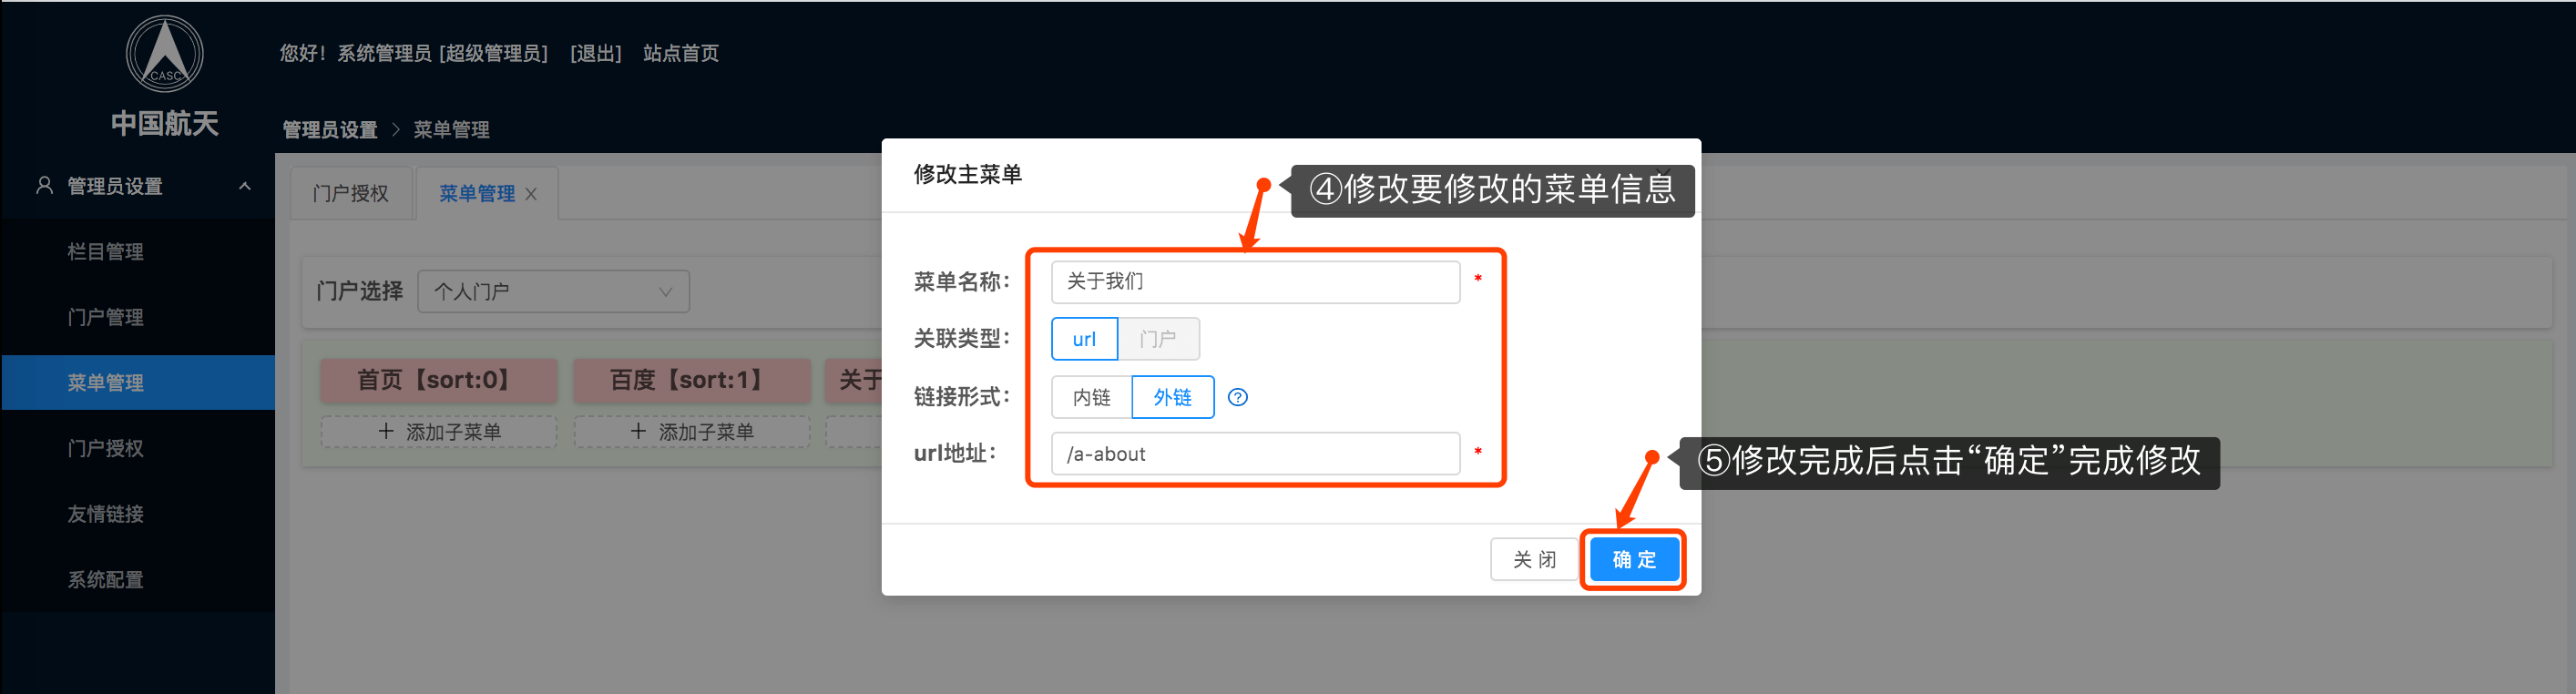 CASC
中国航天
您好！系统管理员 [超级管理员] [退出] 站点首页
管理员设置 > 菜单管理
管理员设置
栏目管理
门户管理
菜单管理
门户授权
友情链接
系统配置
门户授权 菜单管理
门户选择 个人门户
首页【sort:0】 百度【sort:1】 关于
+ 添加子菜单 + 添加子菜单
修改主菜单
④修改要修改的菜单信息
菜单名称： 关于我们 *
关联类型： url 门户
链接形式： 内链 外链 ?
url地址： /a-about *
⑤修改完成后点击“确定”完成修改
关 闭 确 定